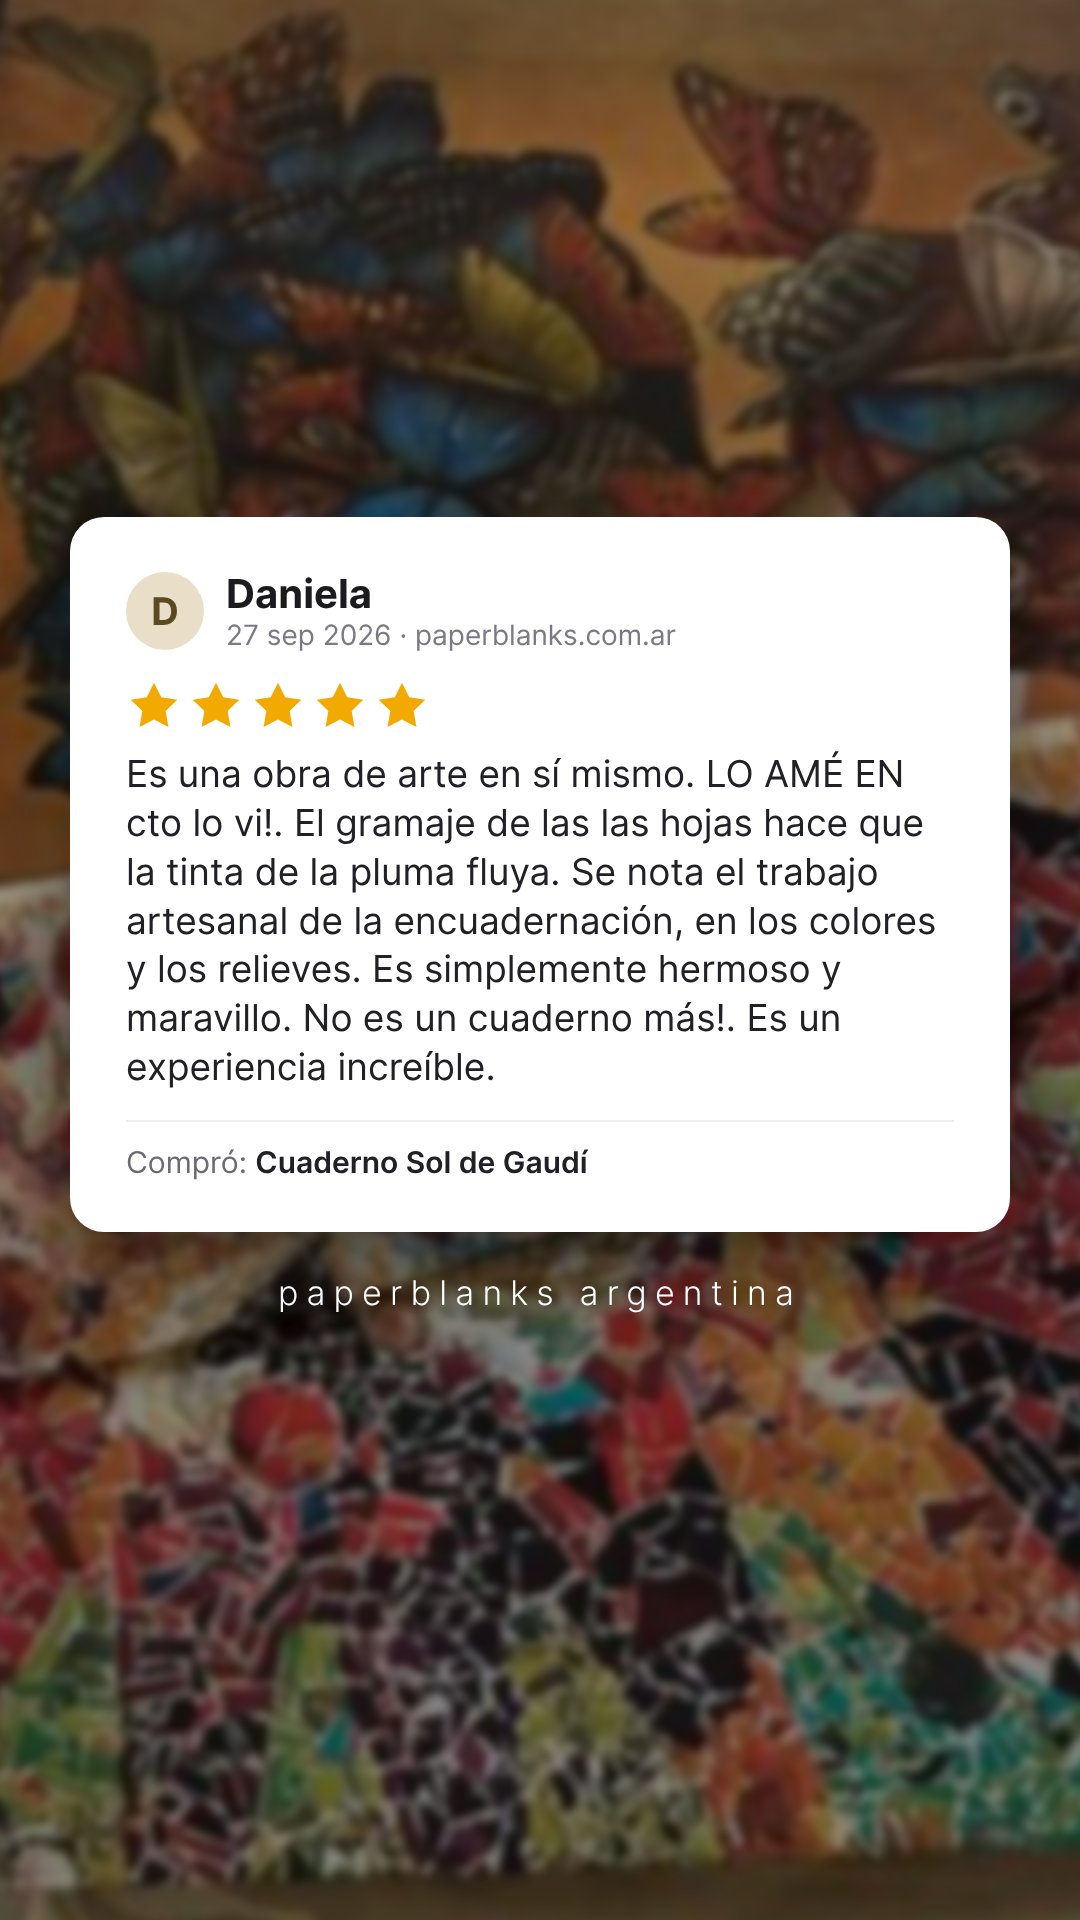 D
Daniela
27 sep 2026 · paperblanks.com.ar
Es una obra de arte en sí mismo. LO AMÉ EN
cto lo vi!. El gramaje de las las hojas hace que
la tinta de la pluma fluya. Se nota el trabajo
artesanal de la encuadernación, en los colores
y los relieves. Es simplemente hermoso y
maravillo. No es un cuaderno más!. Es un
experiencia increíble.
Compró: Cuaderno Sol de Gaudí
paperblanks argentina